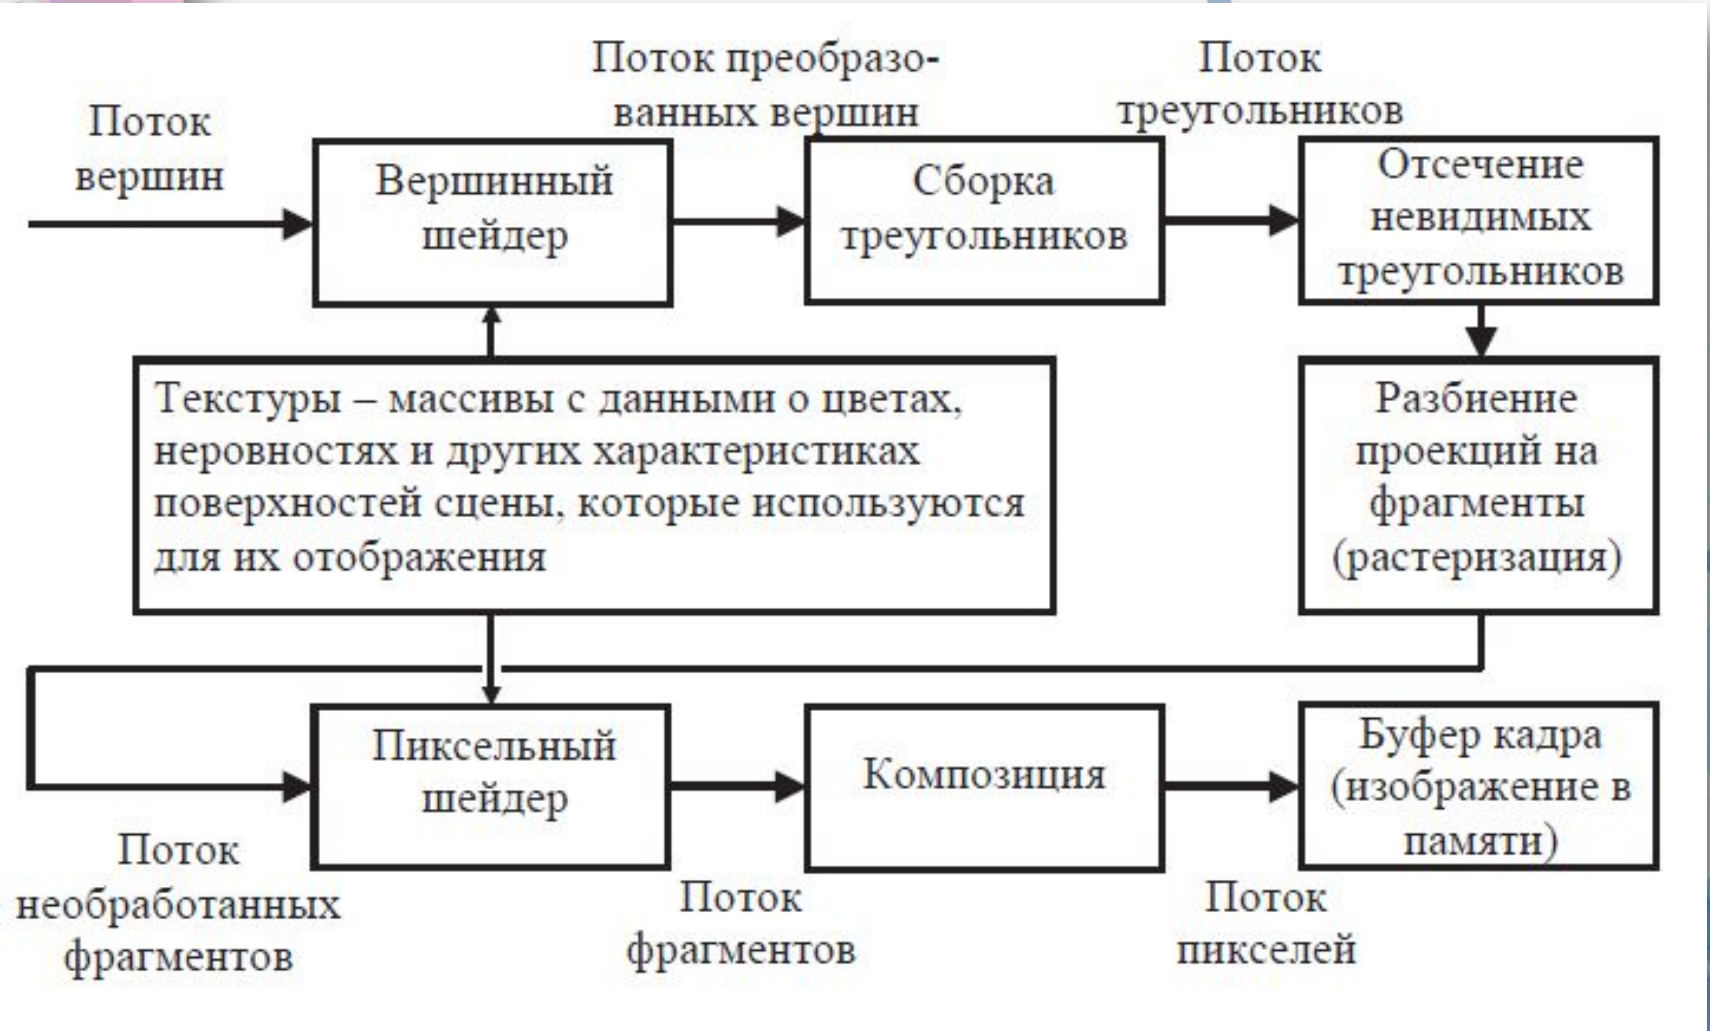 Поток
вершин
Вершинный
шейдер
Поток преобразо-
ванных вершин
Сборка
треугольников
Поток
треугольников
Отсечение
невидимых
треугольников
Текстуры – массивы с данными о цветах,
неровностях и других характеристиках
поверхностей сцены, которые используются
для их отображения
Разбиение
проекций на
фрагменты
(растеризация)
Поток
необработанных
фрагментов
Пиксельный
шейдер
Поток
фрагментов
Композиция
Поток
пикселей
Буфер кадра
(изображение в
памяти)